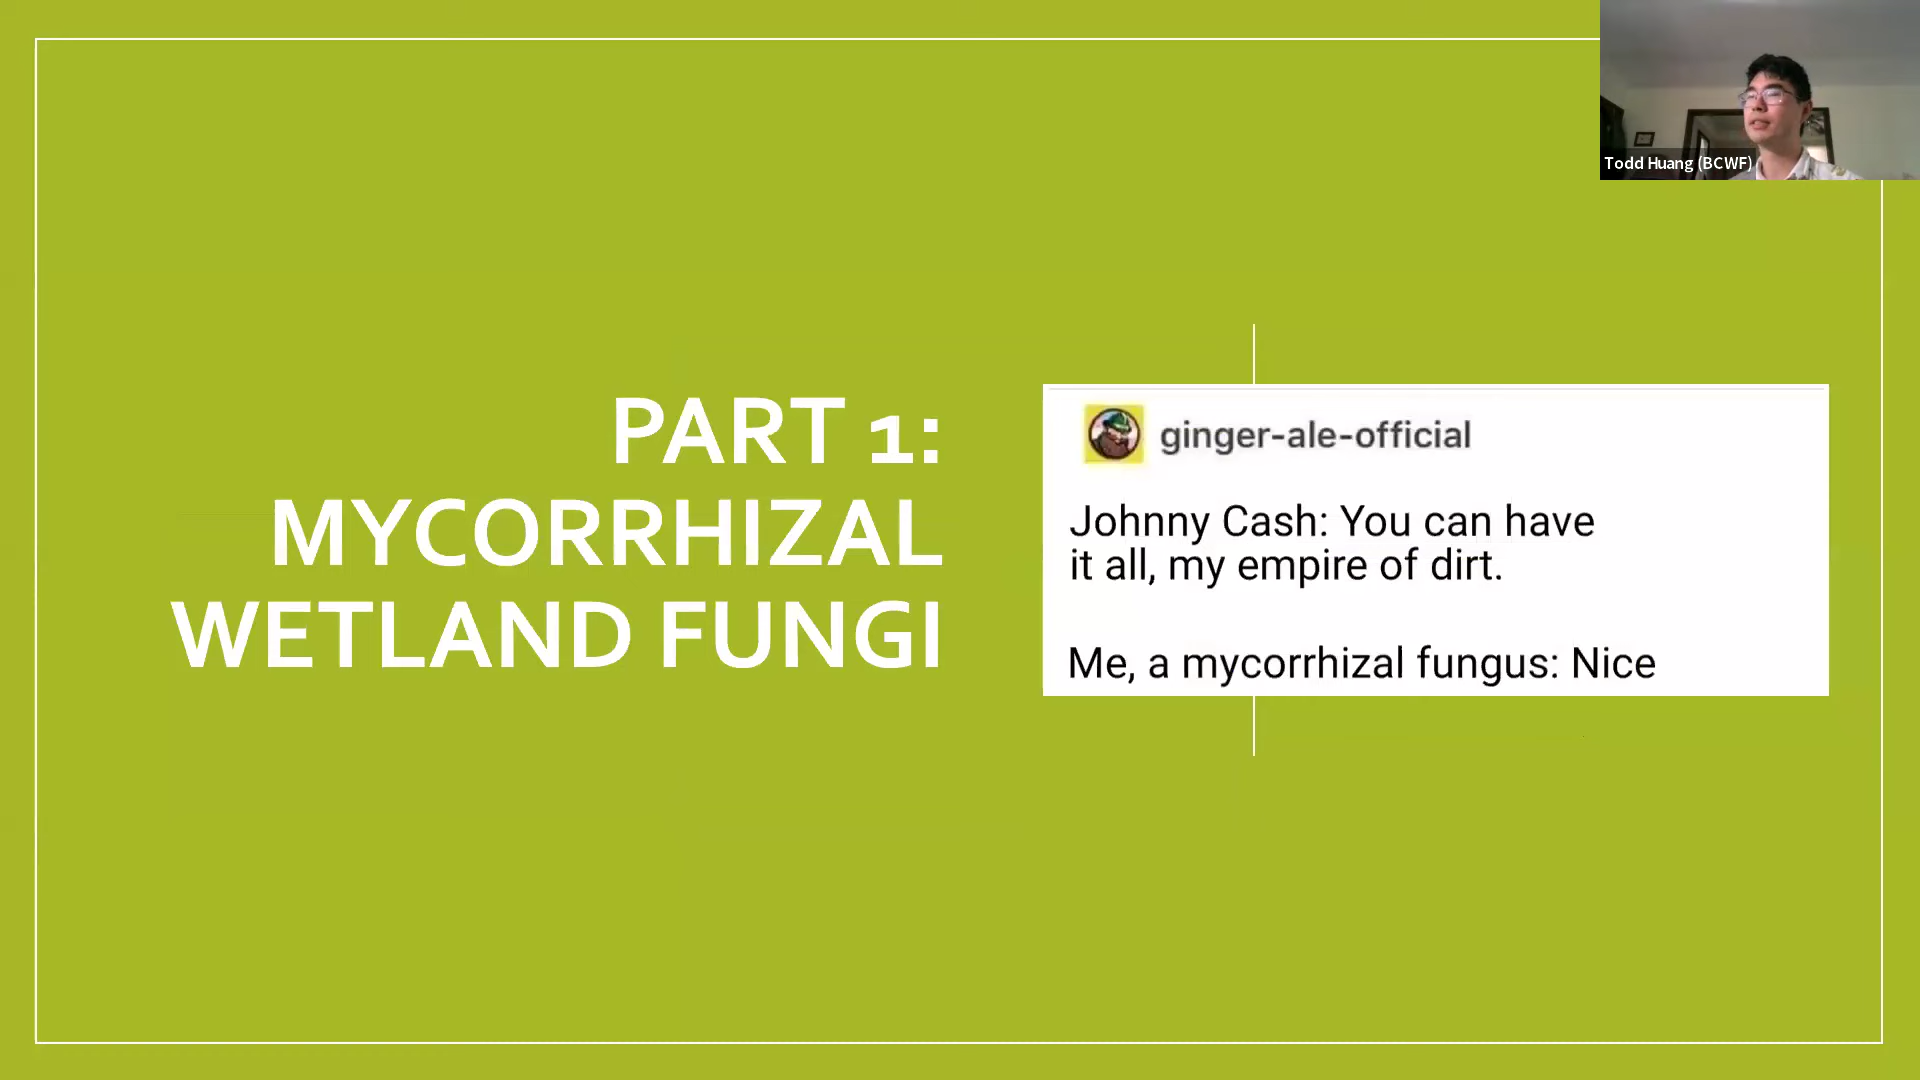 Todd Huang (BCWF)
PART 1:
MYCORRHIZAL
WETLAND FUNGI
ginger-ale-official
Johnny Cash: You can have
it all, my empire of dirt.
Me, a mycorrhizal fungus: Nice